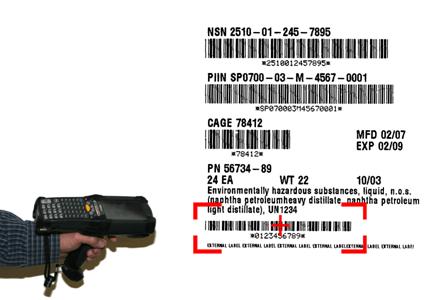 NSN 2510-01-245-7895
*2510012457895*
PIIN SP0700-03-M-4567-0001
*SP070003M45670001*
CAGE 78412
*78412*
MFD 02/07
EXP 02/09
PN 56734-89
24 EA WT 22 10/03
Environmentally hazardous substances, liquid, n.o.s.
(naphtha petroleumheavy distillate, naphtha petroleum
light distillate), UN1234
*0123456789*
EXTERNAL LABEL EXTERNAL LABEL EXTERNAL LABEL EXTERNAL LABELEXTERNAL LABEL EXTERNAL LABEL